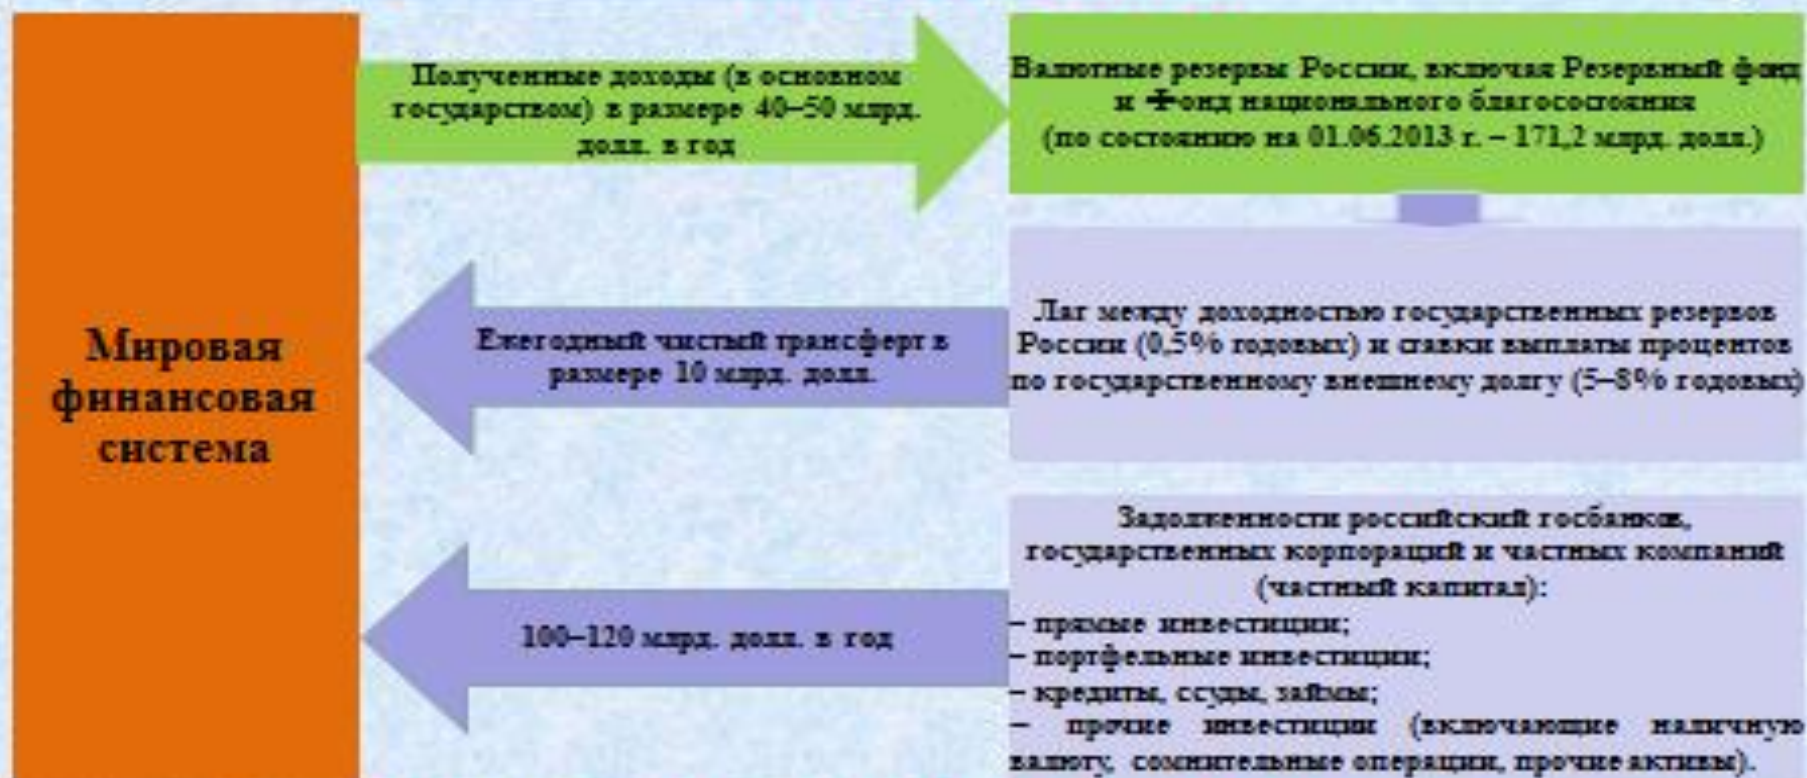 Мировая
финансовая
система
Полученные доходы (в основном
государством) в размере 40–50 млрд.
долл. в год
Валютные резервы России, включая Резервный фонд
и Фонд национального благосостояния
(по состоянию на 01.06.2013 г. – 171,2 млрд. долл.)
Ежегодный чистый трансферт в
размере 10 млрд. долл.
Лаг между доходностью государственных резервов
России (0,5% годовых) и ставки выплаты процентов
по государственному внешнему долгу (5–8% годовых)
100–120 млрд. долл. в год
Задолженности российский госбанков,
государственных корпораций и частных компаний
(частный капитал):
– прямые инвестиции;
– портфельные инвестиции;
– кредиты, ссуды, займы;
– прочие инвестиции (включающие наличную
валюту, сомнительные операции, прочие активы).